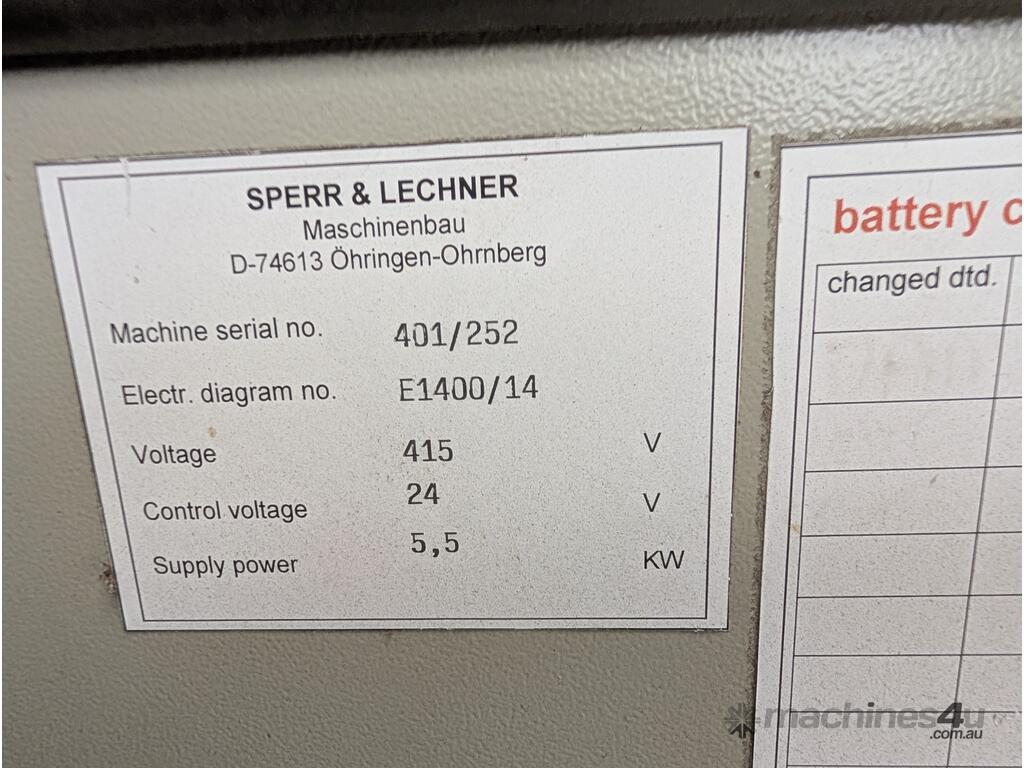 SPERR & LECHNER
Maschinenbau
D-74613 Öhringen-Ohrnberg
Machine serial no. 401/252
Electr. diagram no. E1400/14
Voltage 415 V
Control voltage 24 V
Supply power 5,5 KW
battery c
changed dtd.
machines4u
.com.au